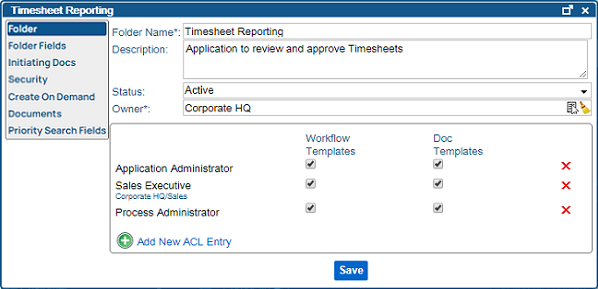 Timesheet Reporting
Folder
Folder Fields
Initiating Docs
Security
Create On Demand
Documents
Priority Search Fields
Folder Name*: Timesheet Reporting
Description: Application to review and approve Timesheets
Status: Active
Owner*: Corporate HQ
Workflow Templates Doc Templates
Application Administrator
Sales Executive
Corporate HQ/Sales
Process Administrator
Add New ACL Entry
Save